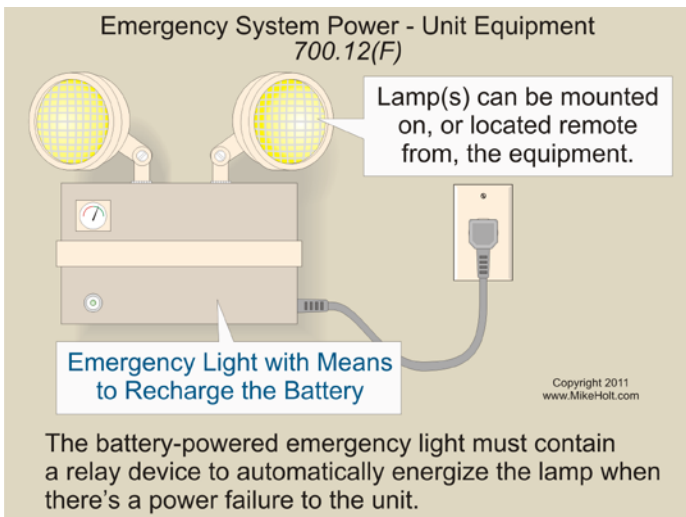 Emergency System Power - Unit Equipment
700.12(F)
Lamp(s) can be mounted
on, or located remote
from, the equipment.
Emergency Light with Means
to Recharge the Battery
Copyright 2011
www.MikeHolt.com
The battery-powered emergency light must contain
a relay device to automatically energize the lamp when
there's a power failure to the unit.